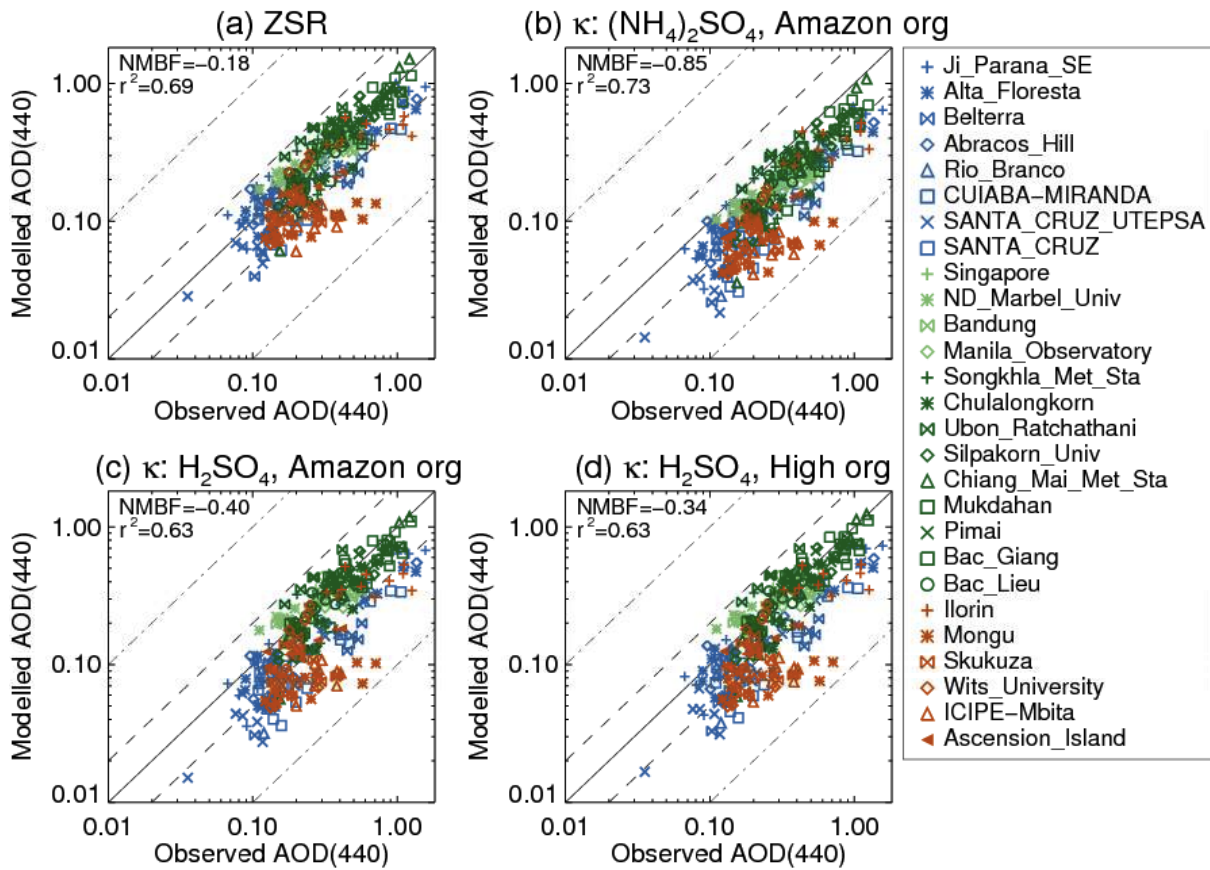 (a) ZSR
NMBF=−0.18
r²=0.69
1.00
0.10
0.01
Modelled AOD(440)
0.01 0.10 1.00
Observed AOD(440)
(b) κ: (NH₄)₂SO₄, Amazon org
NMBF=−0.85
r²=0.73
1.00
0.10
0.01
Modelled AOD(440)
0.01 0.10 1.00
Observed AOD(440)
(c) κ: H₂SO₄, Amazon org
NMBF=−0.40
r²=0.63
1.00
0.10
0.01
Modelled AOD(440)
0.01 0.10 1.00
Observed AOD(440)
(d) κ: H₂SO₄, High org
NMBF=−0.34
r²=0.63
1.00
0.10
0.01
Modelled AOD(440)
0.01 0.10 1.00
Observed AOD(440)
Ji_Parana_SE
Alta_Floresta
Belterra
Abracos_Hill
Rio_Branco
CUIABA−MIRANDA
SANTA_CRUZ_UTEPSA
SANTA_CRUZ
Singapore
ND_Marbel_Univ
Bandung
Manila_Observatory
Songkhla_Met_Sta
Chulalongkorn
Ubon_Ratchathani
Silpakorn_Univ
Chiang_Mai_Met_Sta
Mukdahan
Pimai
Bac_Giang
Bac_Lieu
Ilorin
Mongu
Skukuza
Wits_University
ICIPE−Mbita
Ascension_Island